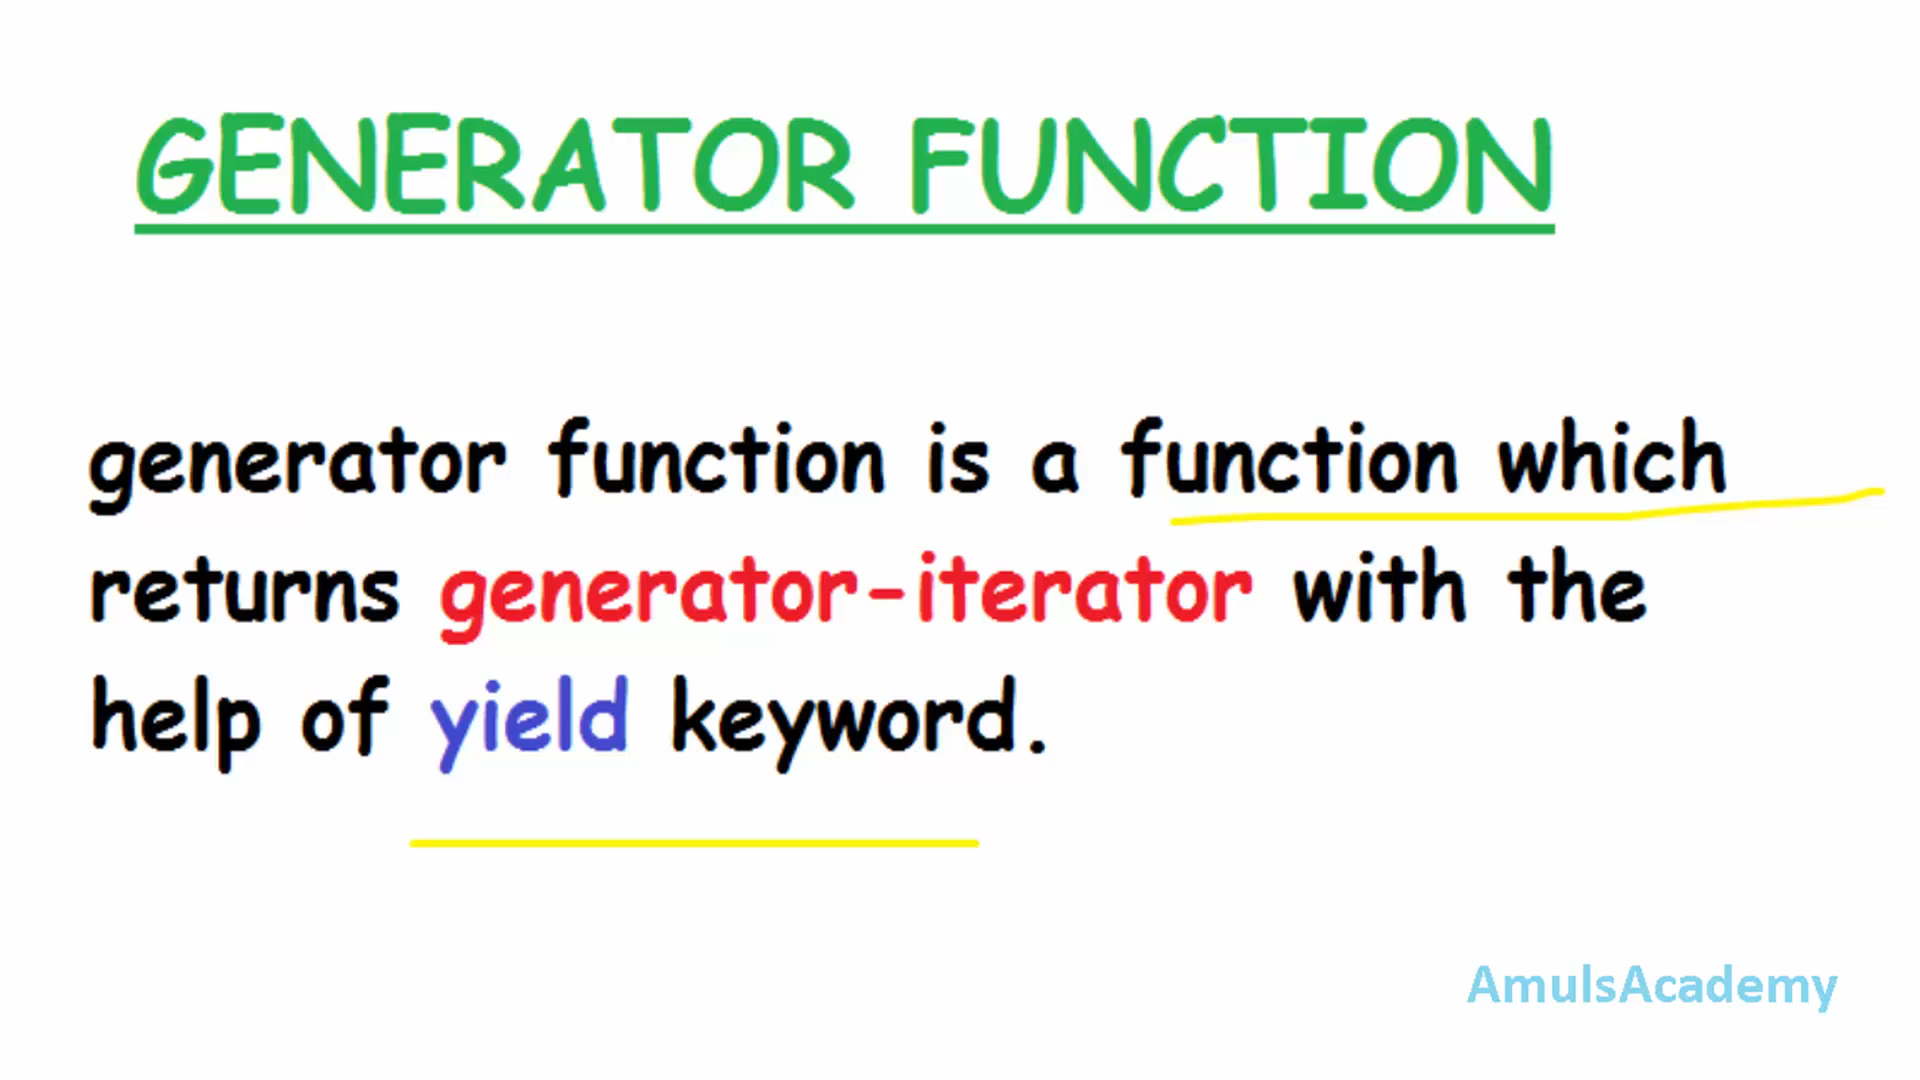 GENERATOR FUNCTION
generator function is a function which
returns generator-iterator with the
help of yield keyword.
AmulsAcademy